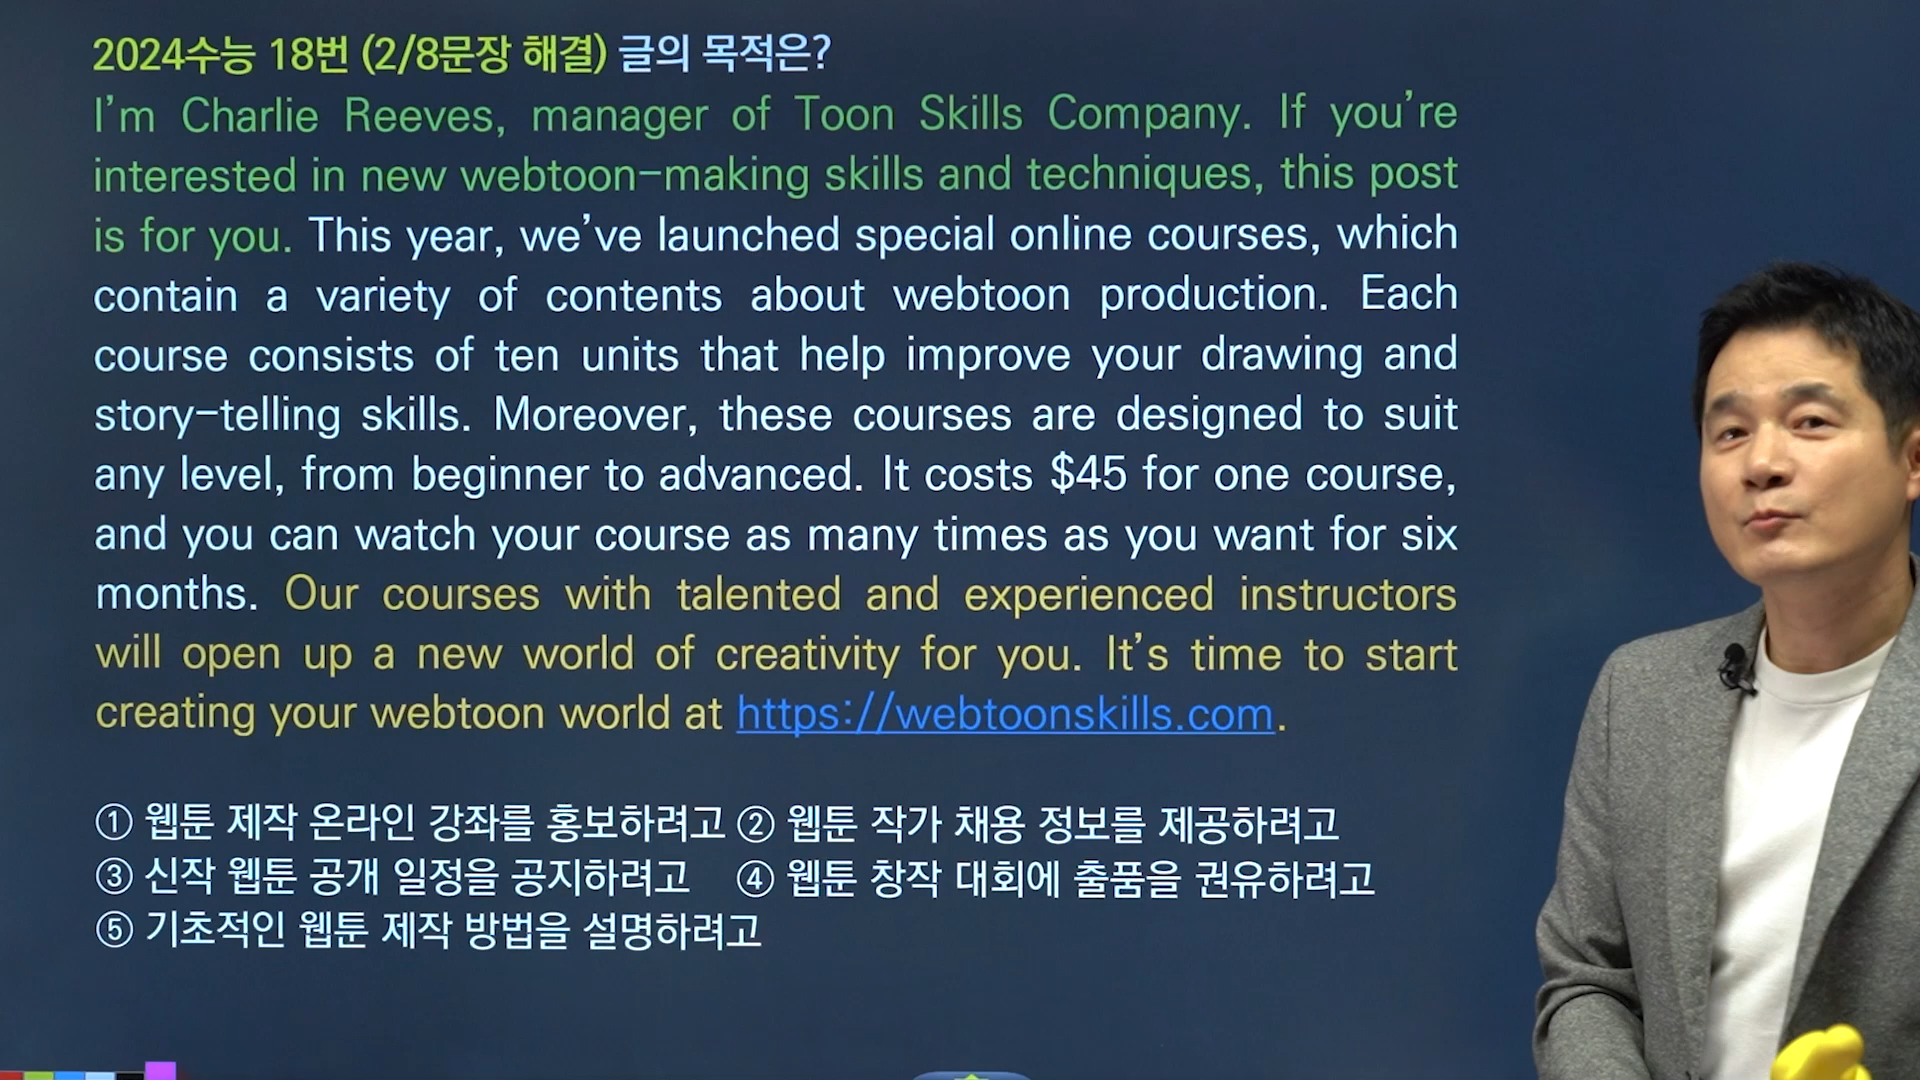 2024수능 18번 (2/8문장 해결) 글의 목적은?
I’m Charlie Reeves, manager of Toon Skills Company. If you’re
interested in new webtoon-making skills and techniques, this post
is for you. This year, we’ve launched special online courses, which
contain a variety of contents about webtoon production. Each
course consists of ten units that help improve your drawing and
story-telling skills. Moreover, these courses are designed to suit
any level, from beginner to advanced. It costs $45 for one course,
and you can watch your course as many times as you want for six
months. Our courses with talented and experienced instructors
will open up a new world of creativity for you. It’s time to start
creating your webtoon world at https://webtoonskills.com.
① 웹툰 제작 온라인 강좌를 홍보하려고 ② 웹툰 작가 채용 정보를 제공하려고
③ 신작 웹툰 공개 일정을 공지하려고 ④ 웹툰 창작 대회에 출품을 권유하려고
⑤ 기초적인 웹툰 제작 방법을 설명하려고